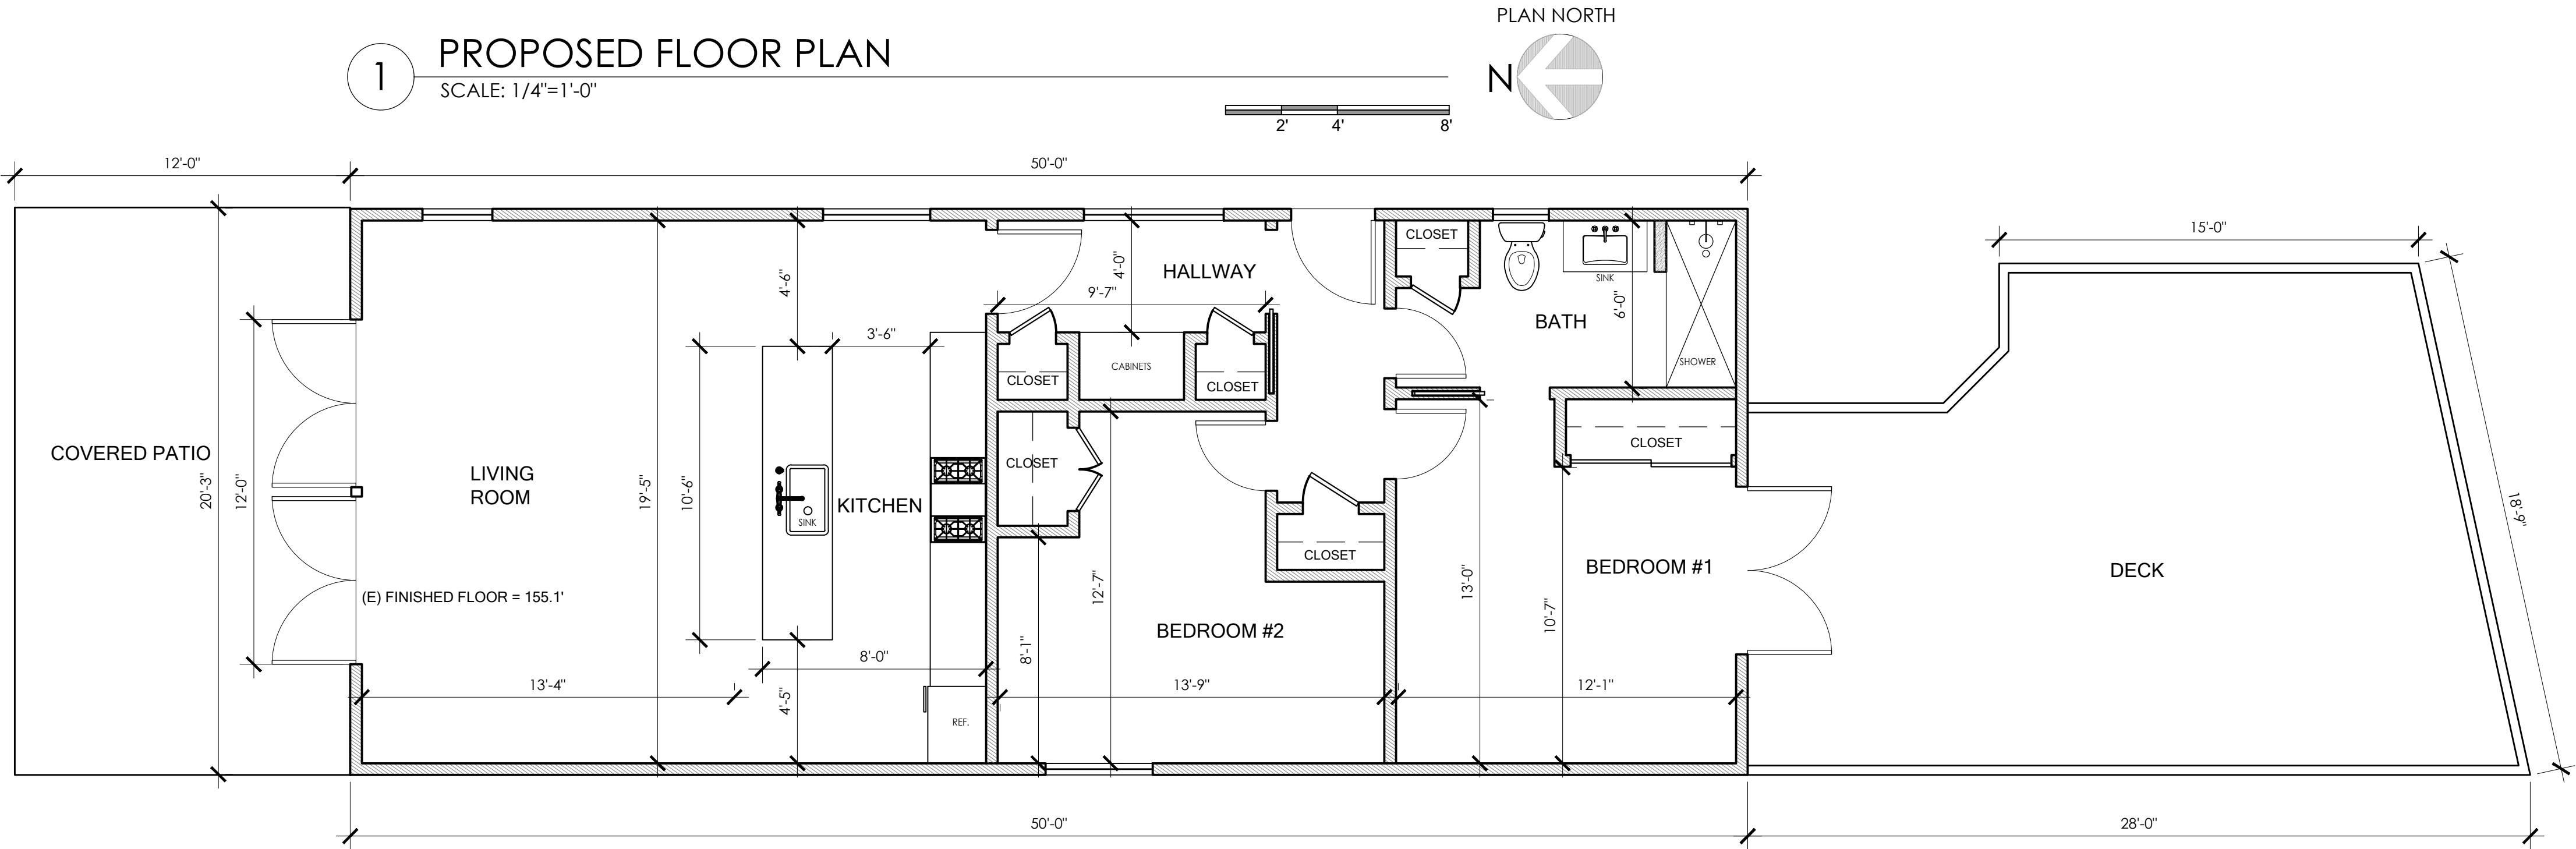 PLAN NORTH
N
1
PROPOSED FLOOR PLAN
SCALE: 1/4"=1'-0"
2' 4' 8'
12'-0"
50'-0"
15'-0"
18'-9"
COVERED PATIO
20'-3"
12'-0"
LIVING
ROOM
(E) FINISHED FLOOR = 155.1'
13'-4"
19'-5"
10'-6"
4'-6"
3'-6"
SINK
KITCHEN
8'-0"
4'-5"
REF.
HALLWAY
4'-0"
9'-7"
CLOSET
CABINETS
CLOSET
CLOSET
12'-7"
8'-1"
BEDROOM #2
13'-9"
CLOSET
CLOSET
SINK
BATH
6'-0"
SHOWER
CLOSET
13'-0"
10'-7"
BEDROOM #1
12'-1"
DECK
50'-0"
28'-0"